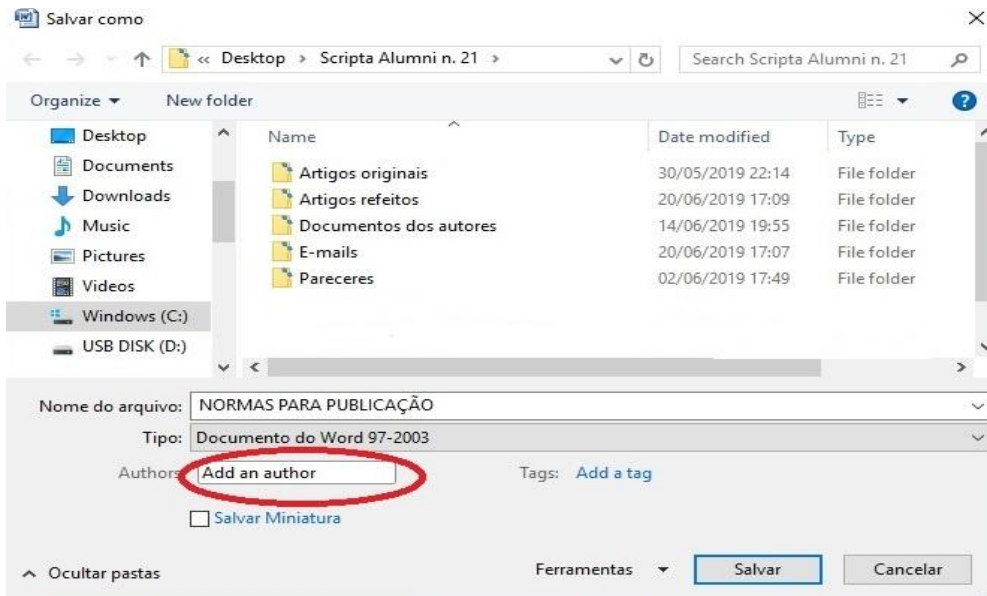 Salvar como
« Desktop > Scripta Alumni n. 21 > Search Scripta Alumni n. 21
Organize New folder
Desktop
Documents
Downloads
Music
Pictures
Videos
Windows (C:)
USB DISK (D:)
Name Date modified Type
Artigos originais 30/05/2019 22:14 File folder
Artigos refeitos 20/06/2019 17:09 File folder
Documentos dos autores 14/06/2019 19:55 File folder
E-mails 20/06/2019 17:07 File folder
Pareceres 02/06/2019 17:49 File folder
Nome do arquivo: NORMAS PARA PUBLICAÇÃO
Tipo: Documento do Word 97-2003
Authors Add an author Tags: Add a tag
Salvar Miniatura
Ocultar pastas Ferramentas Salvar Cancelar